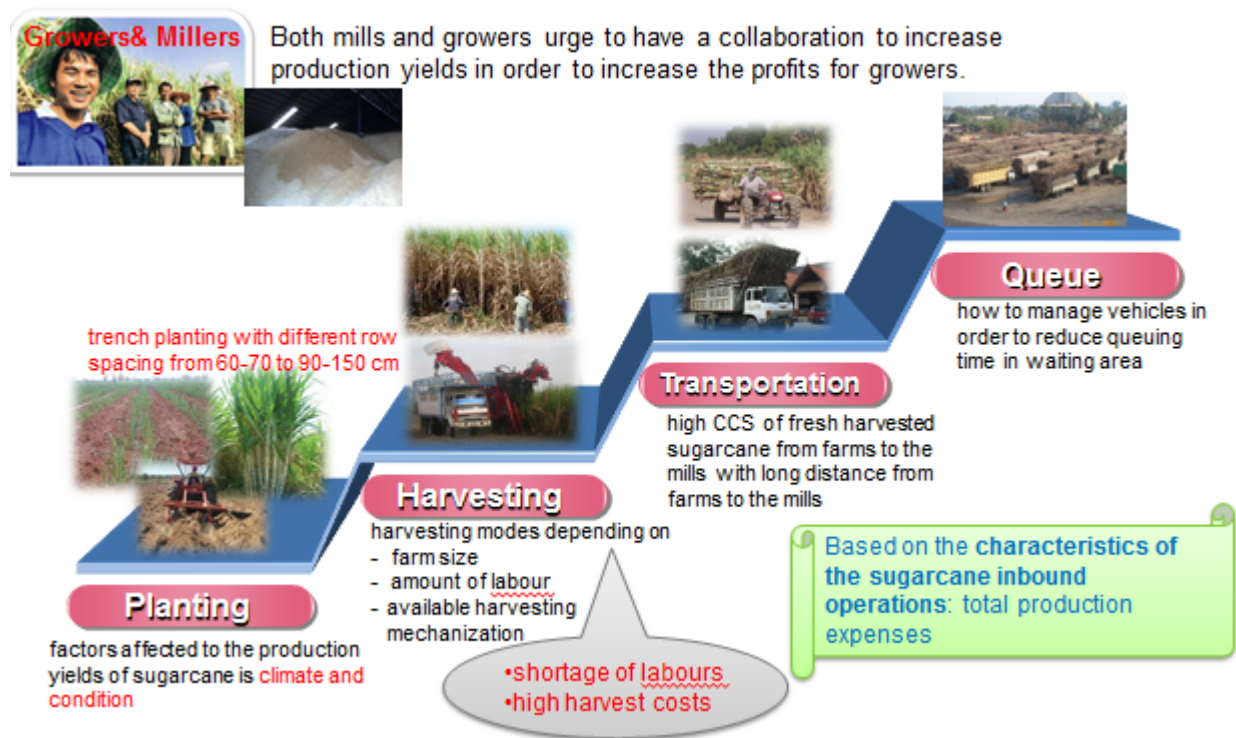 Growers& Millers
Both mills and growers urge to have a collaboration to increase
production yields in order to increase the profits for growers.
trench planting with different row
spacing from 60-70 to 90-150 cm
Planting
factors affected to the production
yields of sugarcane is climate and
condition
Harvesting
harvesting modes depending on
- farm size
- amount of labour
- available harvesting
mechanization
•shortage of labours
•high harvest costs
Transportation
high CCS of fresh harvested
sugarcane from farms to the
mills with long distance from
farms to the mills
Queue
how to manage vehicles in
order to reduce queuing
time in waiting area
Based on the characteristics of
the sugarcane inbound
operations: total production
expenses